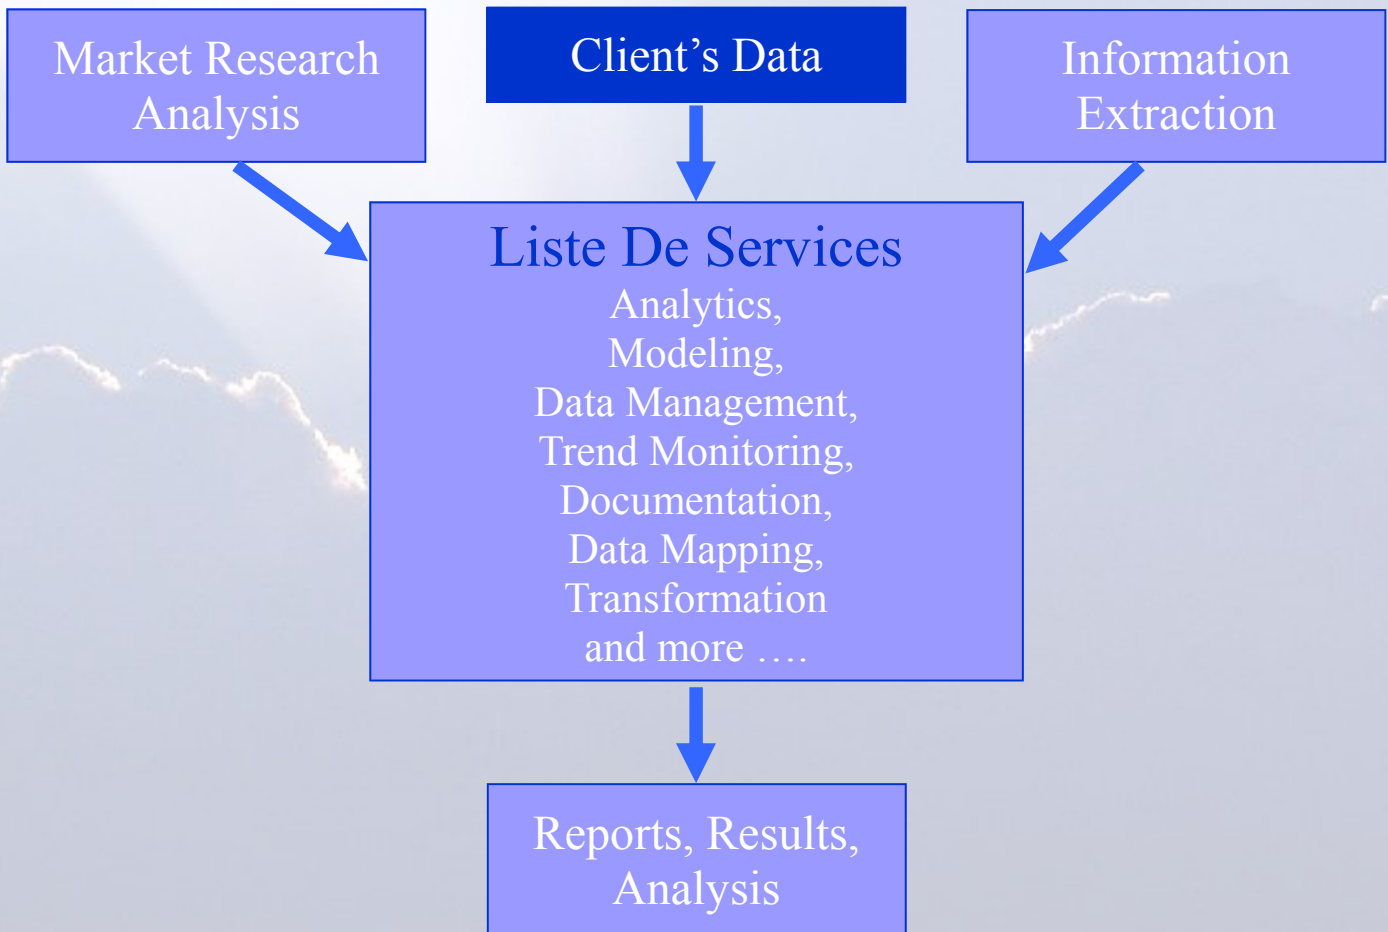 Market Research
Analysis
Client’s Data
Information
Extraction
Liste De Services
Analytics,
Modeling,
Data Management,
Trend Monitoring,
Documentation,
Data Mapping,
Transformation
and more ….
Reports, Results,
Analysis